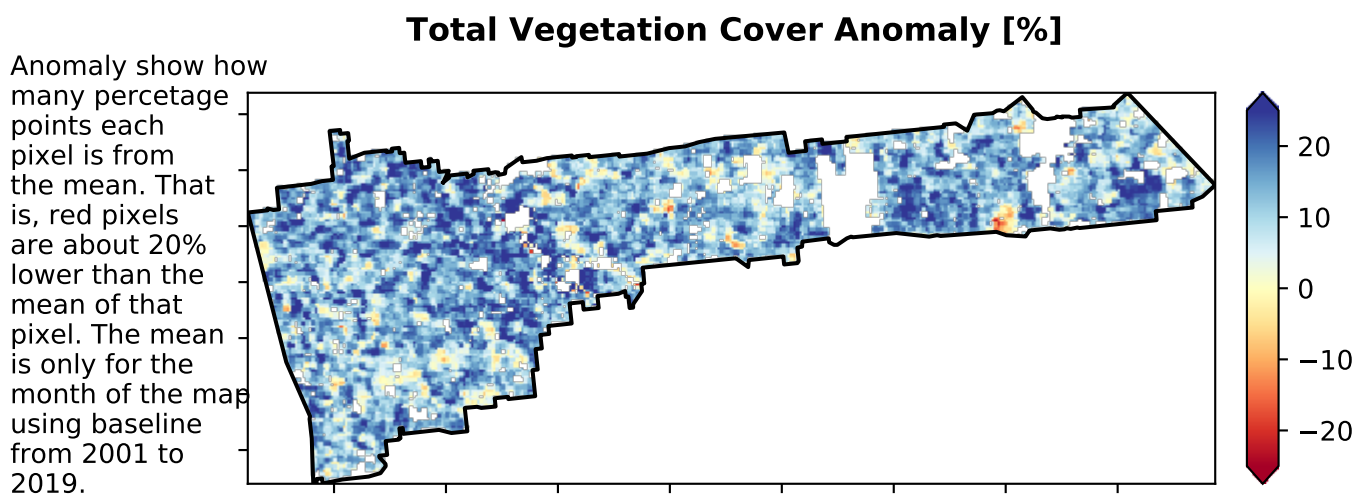 Total Vegetation Cover Anomaly [%]
Anomaly show how
many percetage
points each
pixel is from
the mean. That
is, red pixels
are about 20%
lower than the
mean of that
pixel. The mean
is only for the
month of the map
using baseline
from 2001 to
2019.
20
10
0
−10
−20